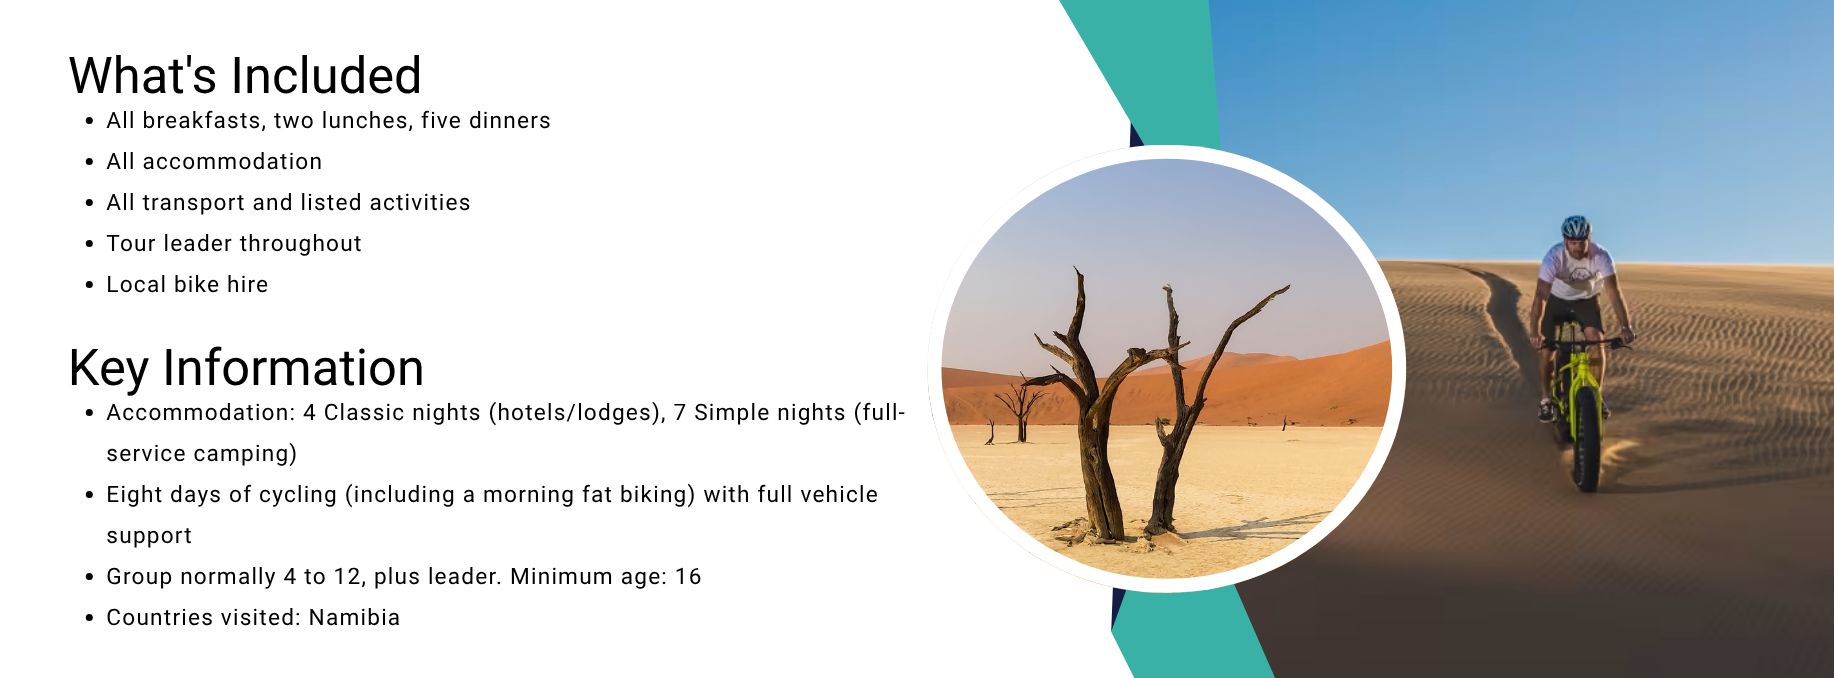 What's Included
• All breakfasts, two lunches, five dinners
• All accommodation
• All transport and listed activities
• Tour leader throughout
• Local bike hire
Key Information
• Accommodation: 4 Classic nights (hotels/lodges), 7 Simple nights (full-
service camping)
• Eight days of cycling (including a morning fat biking) with full vehicle
support
• Group normally 4 to 12, plus leader. Minimum age: 16
• Countries visited: Namibia